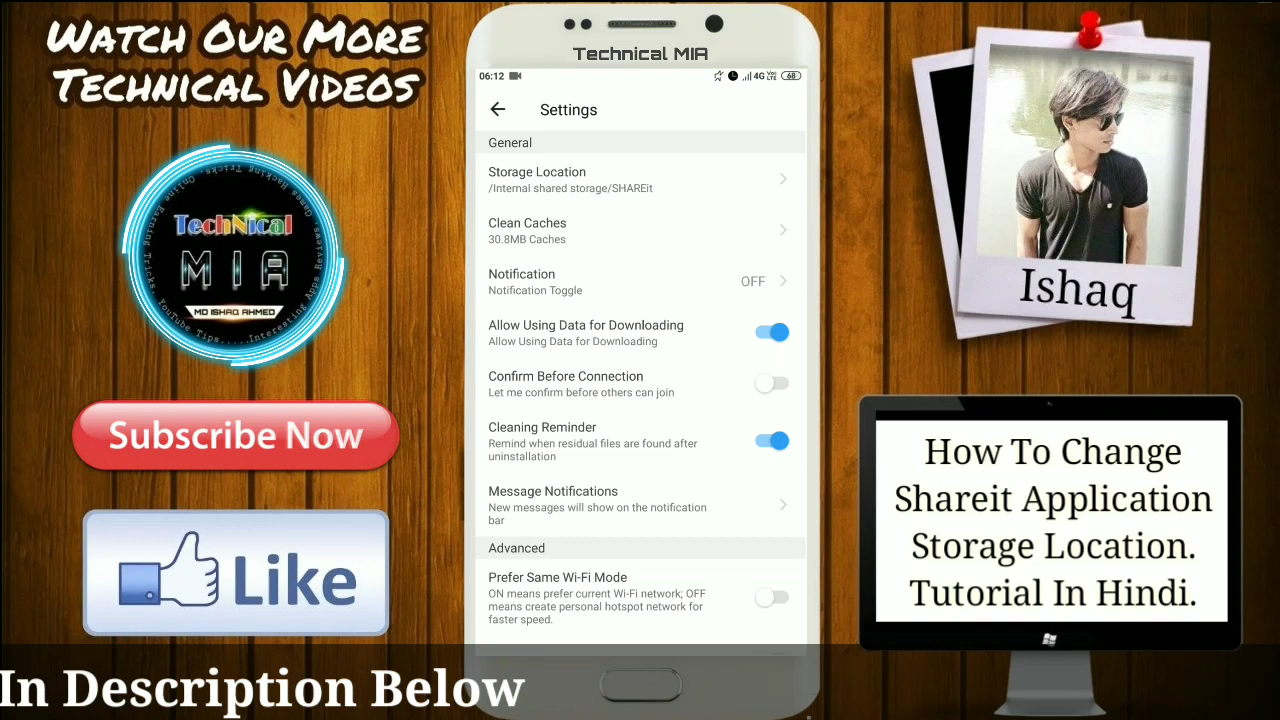 WATCH OUR MORE
TECHNICAL VIDEOS
TechNical
MIA
MD ISHAQ AHMED
Subscribe Now
Like
In Description Below
Technical MIA
06:12
4G
68
Settings
General
Storage Location
/Internal shared storage/SHAREit
Clean Caches
30.8MB Caches
Notification
OFF
Notification Toggle
Allow Using Data for Downloading
Allow Using Data for Downloading
Confirm Before Connection
Let me confirm before others can join
Cleaning Reminder
Remind when residual files are found after
uninstallation
Message Notifications
New messages will show on the notification
bar
Advanced
Prefer Same Wi-Fi Mode
ON means prefer current Wi-Fi network; OFF
means create personal hotspot network for
faster speed.
Ishaq
How To Change
Shareit Application
Storage Location.
Tutorial In Hindi.